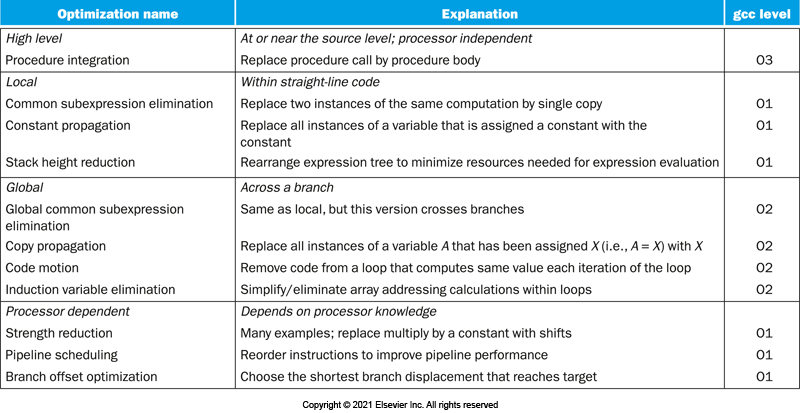 Optimization name Explanation gcc level
High level At or near the source level; processor independent
Procedure integration Replace procedure call by procedure body O3
Local Within straight-line code
Common subexpression elimination Replace two instances of the same computation by single copy O1
Constant propagation Replace all instances of a variable that is assigned a constant with the O1
constant
Stack height reduction Rearrange expression tree to minimize resources needed for expression evaluation O1
Global Across a branch
Global common subexpression Same as local, but this version crosses branches O2
elimination
Copy propagation Replace all instances of a variable A that has been assigned X (i.e., A = X) with X O2
Code motion Remove code from a loop that computes same value each iteration of the loop O2
Induction variable elimination Simplify/eliminate array addressing calculations within loops O2
Processor dependent Depends on processor knowledge
Strength reduction Many examples; replace multiply by a constant with shifts O1
Pipeline scheduling Reorder instructions to improve pipeline performance O1
Branch offset optimization Choose the shortest branch displacement that reaches target O1
Copyright © 2021 Elsevier Inc. All rights reserved